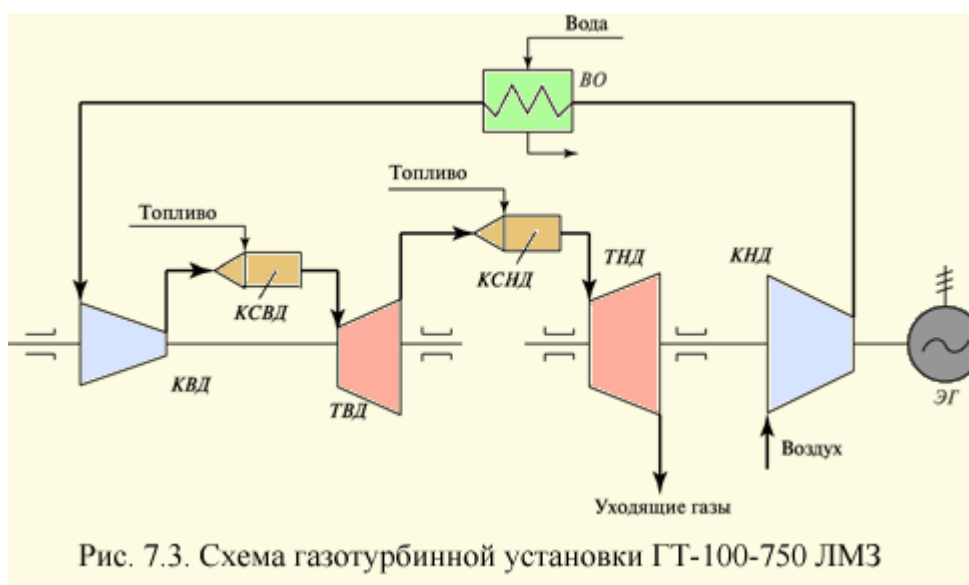 Вода
ВО
Топливо
Топливо
КСВД
КСНД
ТНД
КНД
КВД
ТВД
ЭГ
Воздух
Уходящие газы
Рис. 7.3. Схема газотурбинной установки ГТ-100-750 ЛМЗ